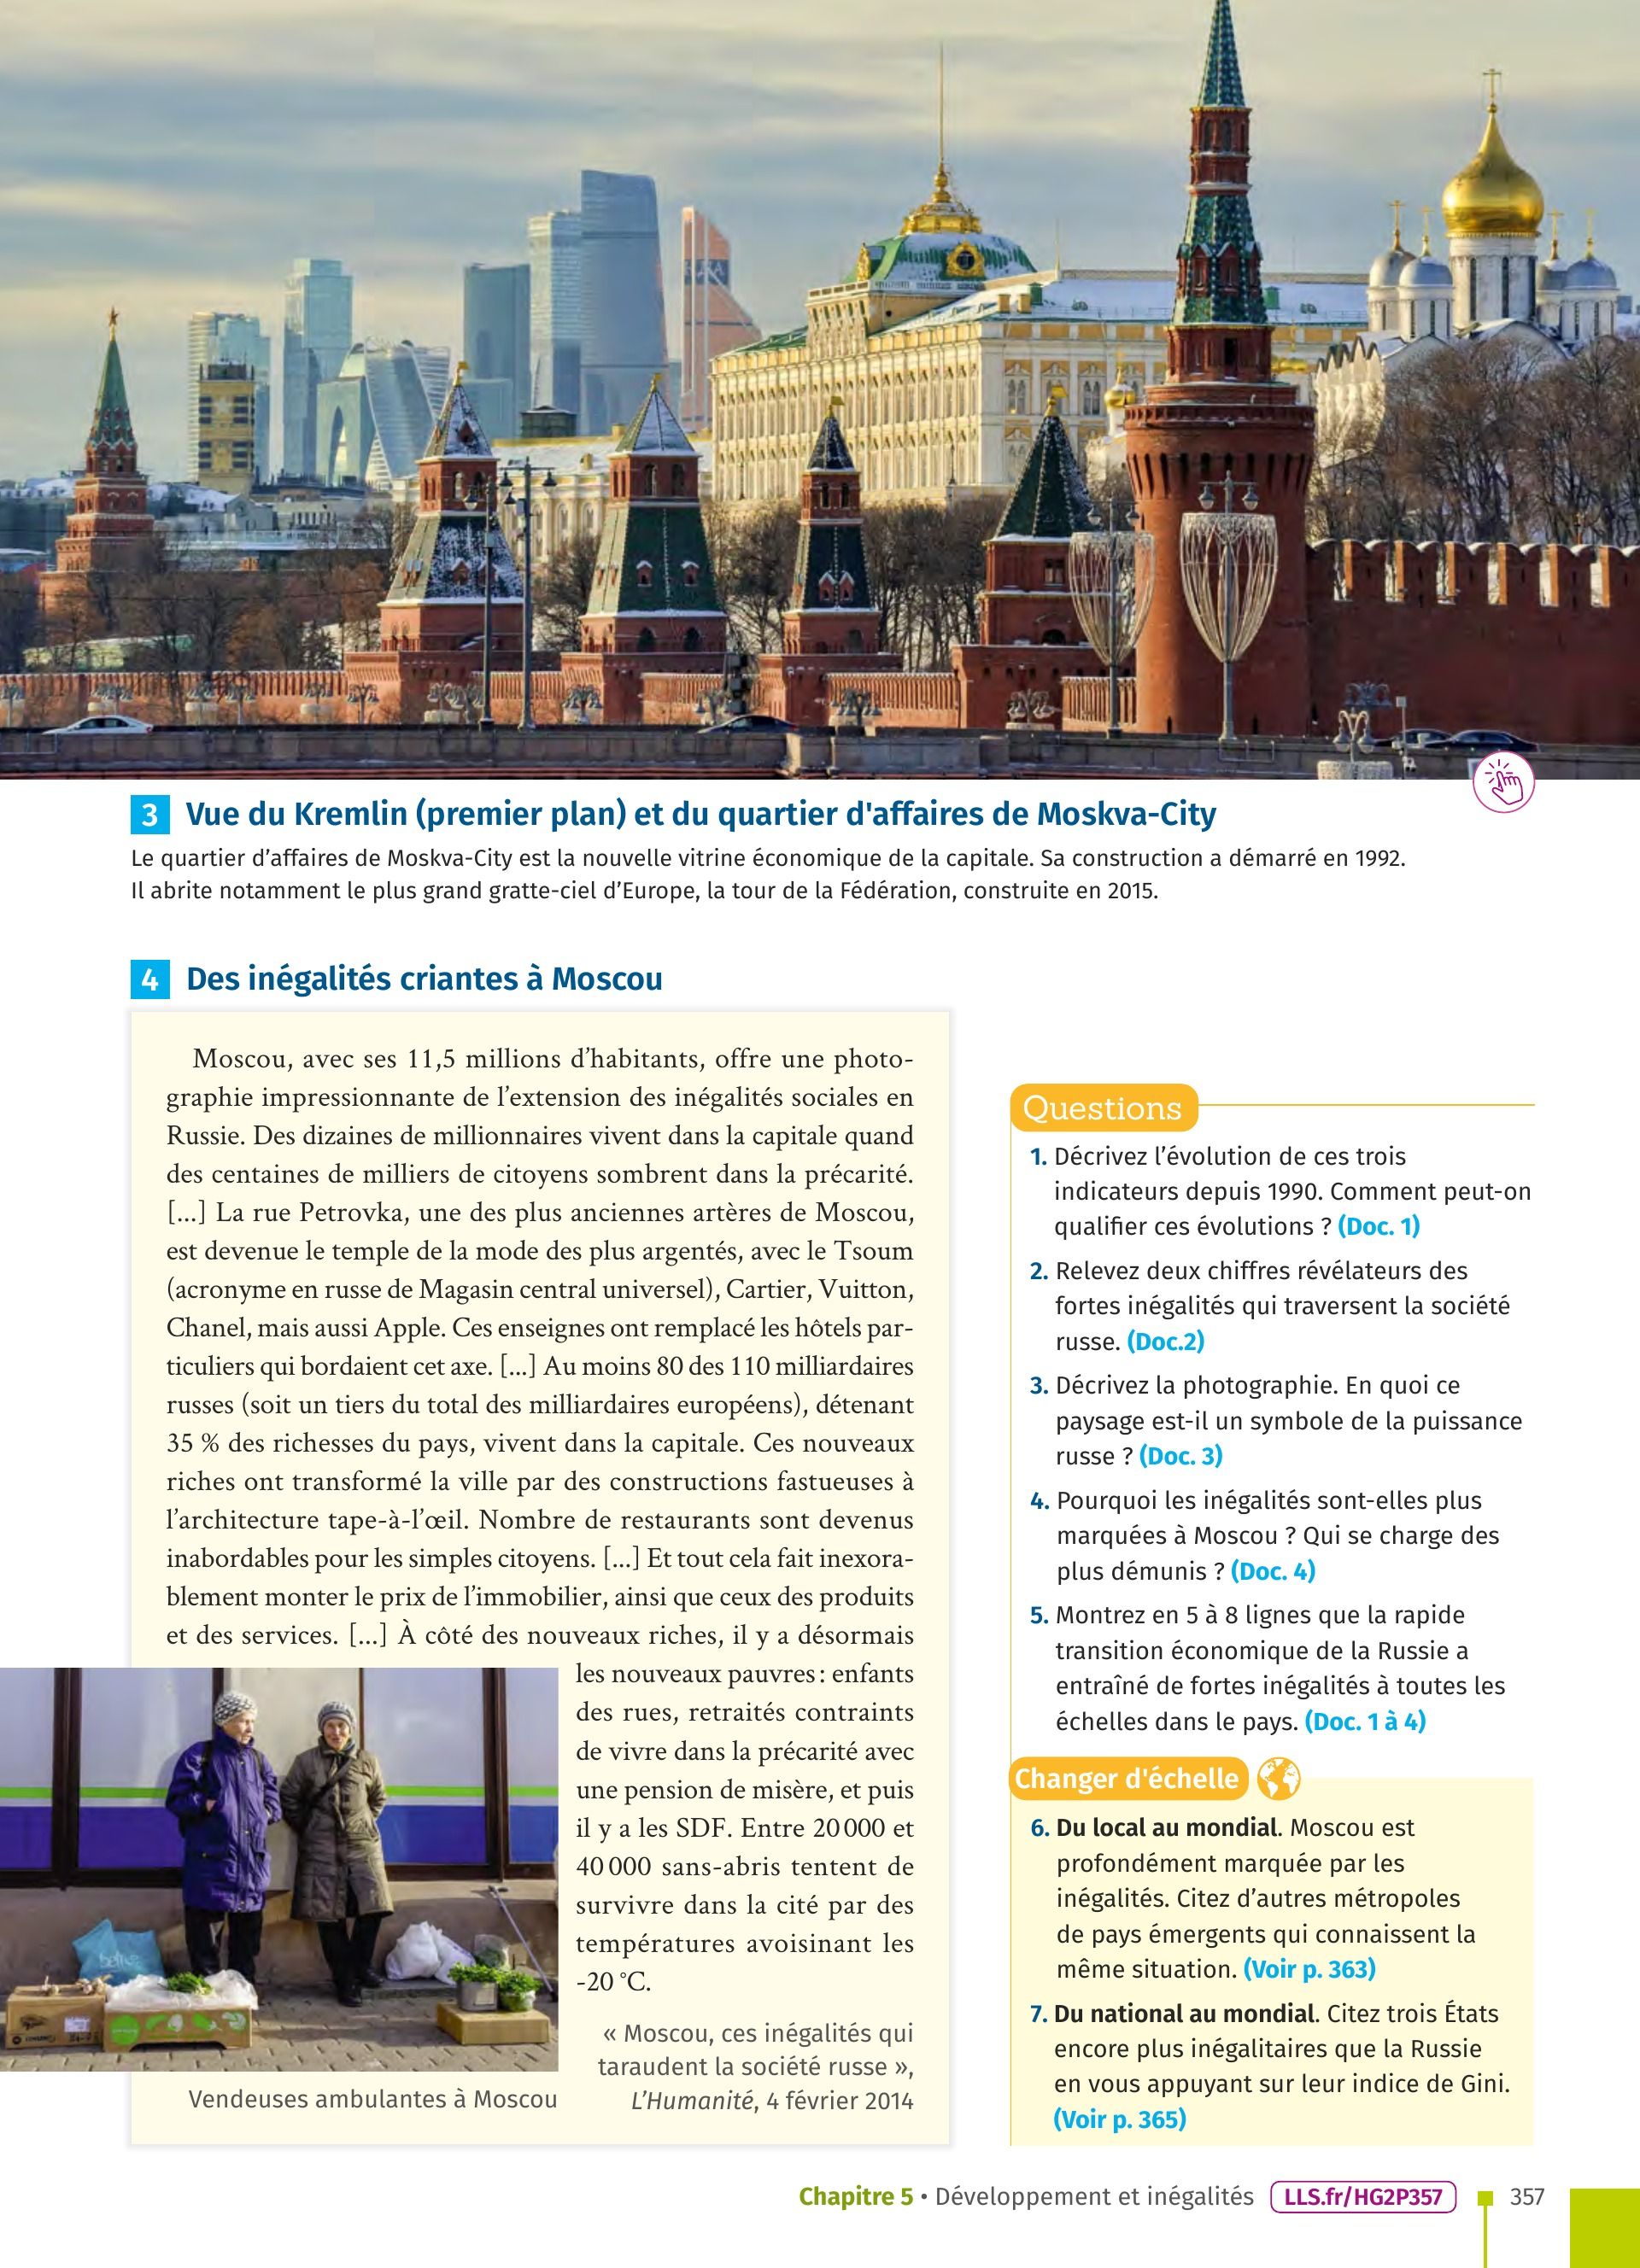 3 Vue du Kremlin (premier plan) et du quartier d'affaires de Moskva-City
Le quartier d’affaires de Moskva-City est la nouvelle vitrine économique de la capitale. Sa construction a démarré en 1992.
Il abrite notamment le plus grand gratte-ciel d’Europe, la tour de la Fédération, construite en 2015.
4 Des inégalités criantes à Moscou
Moscou, avec ses 11,5 millions d’habitants, offre une photo-
graphie impressionnante de l’extension des inégalités sociales en
Russie. Des dizaines de millionnaires vivent dans la capitale quand
des centaines de milliers de citoyens sombrent dans la précarité.
[...] La rue Petrovka, une des plus anciennes artères de Moscou,
est devenue le temple de la mode des plus argentés, avec le Tsoum
(acronyme en russe de Magasin central universel), Cartier, Vuitton,
Chanel, mais aussi Apple. Ces enseignes ont remplacé les hôtels par-
ticuliers qui bordaient cet axe. [...] Au moins 80 des 110 milliardaires
russes (soit un tiers du total des milliardaires européens), détenant
35 % des richesses du pays, vivent dans la capitale. Ces nouveaux
riches ont transformé la ville par des constructions fastueuses à
l’architecture tape-à-l’œil. Nombre de restaurants sont devenus
inabordables pour les simples citoyens. [...] Et tout cela fait inexora-
blement monter le prix de l’immobilier, ainsi que ceux des produits
et des services. [...] À côté des nouveaux riches, il y a désormais
les nouveaux pauvres : enfants
des rues, retraités contraints
de vivre dans la précarité avec
une pension de misère, et puis
il y a les SDF. Entre 20 000 et
40 000 sans-abris tentent de
survivre dans la cité par des
températures avoisinant les
-20 °C.
« Moscou, ces inégalités qui
taraudent la société russe »,
L’Humanité, 4 février 2014
Vendeuses ambulantes à Moscou
Questions
1. Décrivez l’évolution de ces trois
indicateurs depuis 1990. Comment peut-on
qualifier ces évolutions ? (Doc. 1)
2. Relevez deux chiffres révélateurs des
fortes inégalités qui traversent la société
russe. (Doc.2)
3. Décrivez la photographie. En quoi ce
paysage est-il un symbole de la puissance
russe ? (Doc. 3)
4. Pourquoi les inégalités sont-elles plus
marquées à Moscou ? Qui se charge des
plus démunis ? (Doc. 4)
5. Montrez en 5 à 8 lignes que la rapide
transition économique de la Russie a
entraîné de fortes inégalités à toutes les
échelles dans le pays. (Doc. 1 à 4)
Changer d'échelle
6. Du local au mondial. Moscou est
profondément marquée par les
inégalités. Citez d’autres métropoles
de pays émergents qui connaissent la
même situation. (Voir p. 363)
7. Du national au mondial. Citez trois États
encore plus inégalitaires que la Russie
en vous appuyant sur leur indice de Gini.
(Voir p. 365)
Chapitre 5 • Développement et inégalités LLS.fr/HG2P357 357